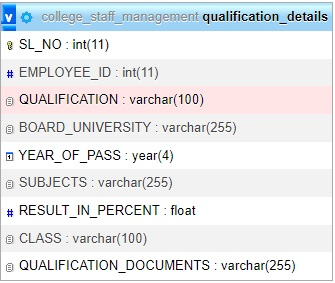 v college_staff_management qualification_details
SL_NO : int(11)
# EMPLOYEE_ID : int(11)
QUALIFICATION : varchar(100)
BOARD_UNIVERSITY : varchar(255)
YEAR_OF_PASS : year(4)
SUBJECTS : varchar(255)
# RESULT_IN_PERCENT : float
CLASS : varchar(100)
QUALIFICATION_DOCUMENTS : varchar(255)